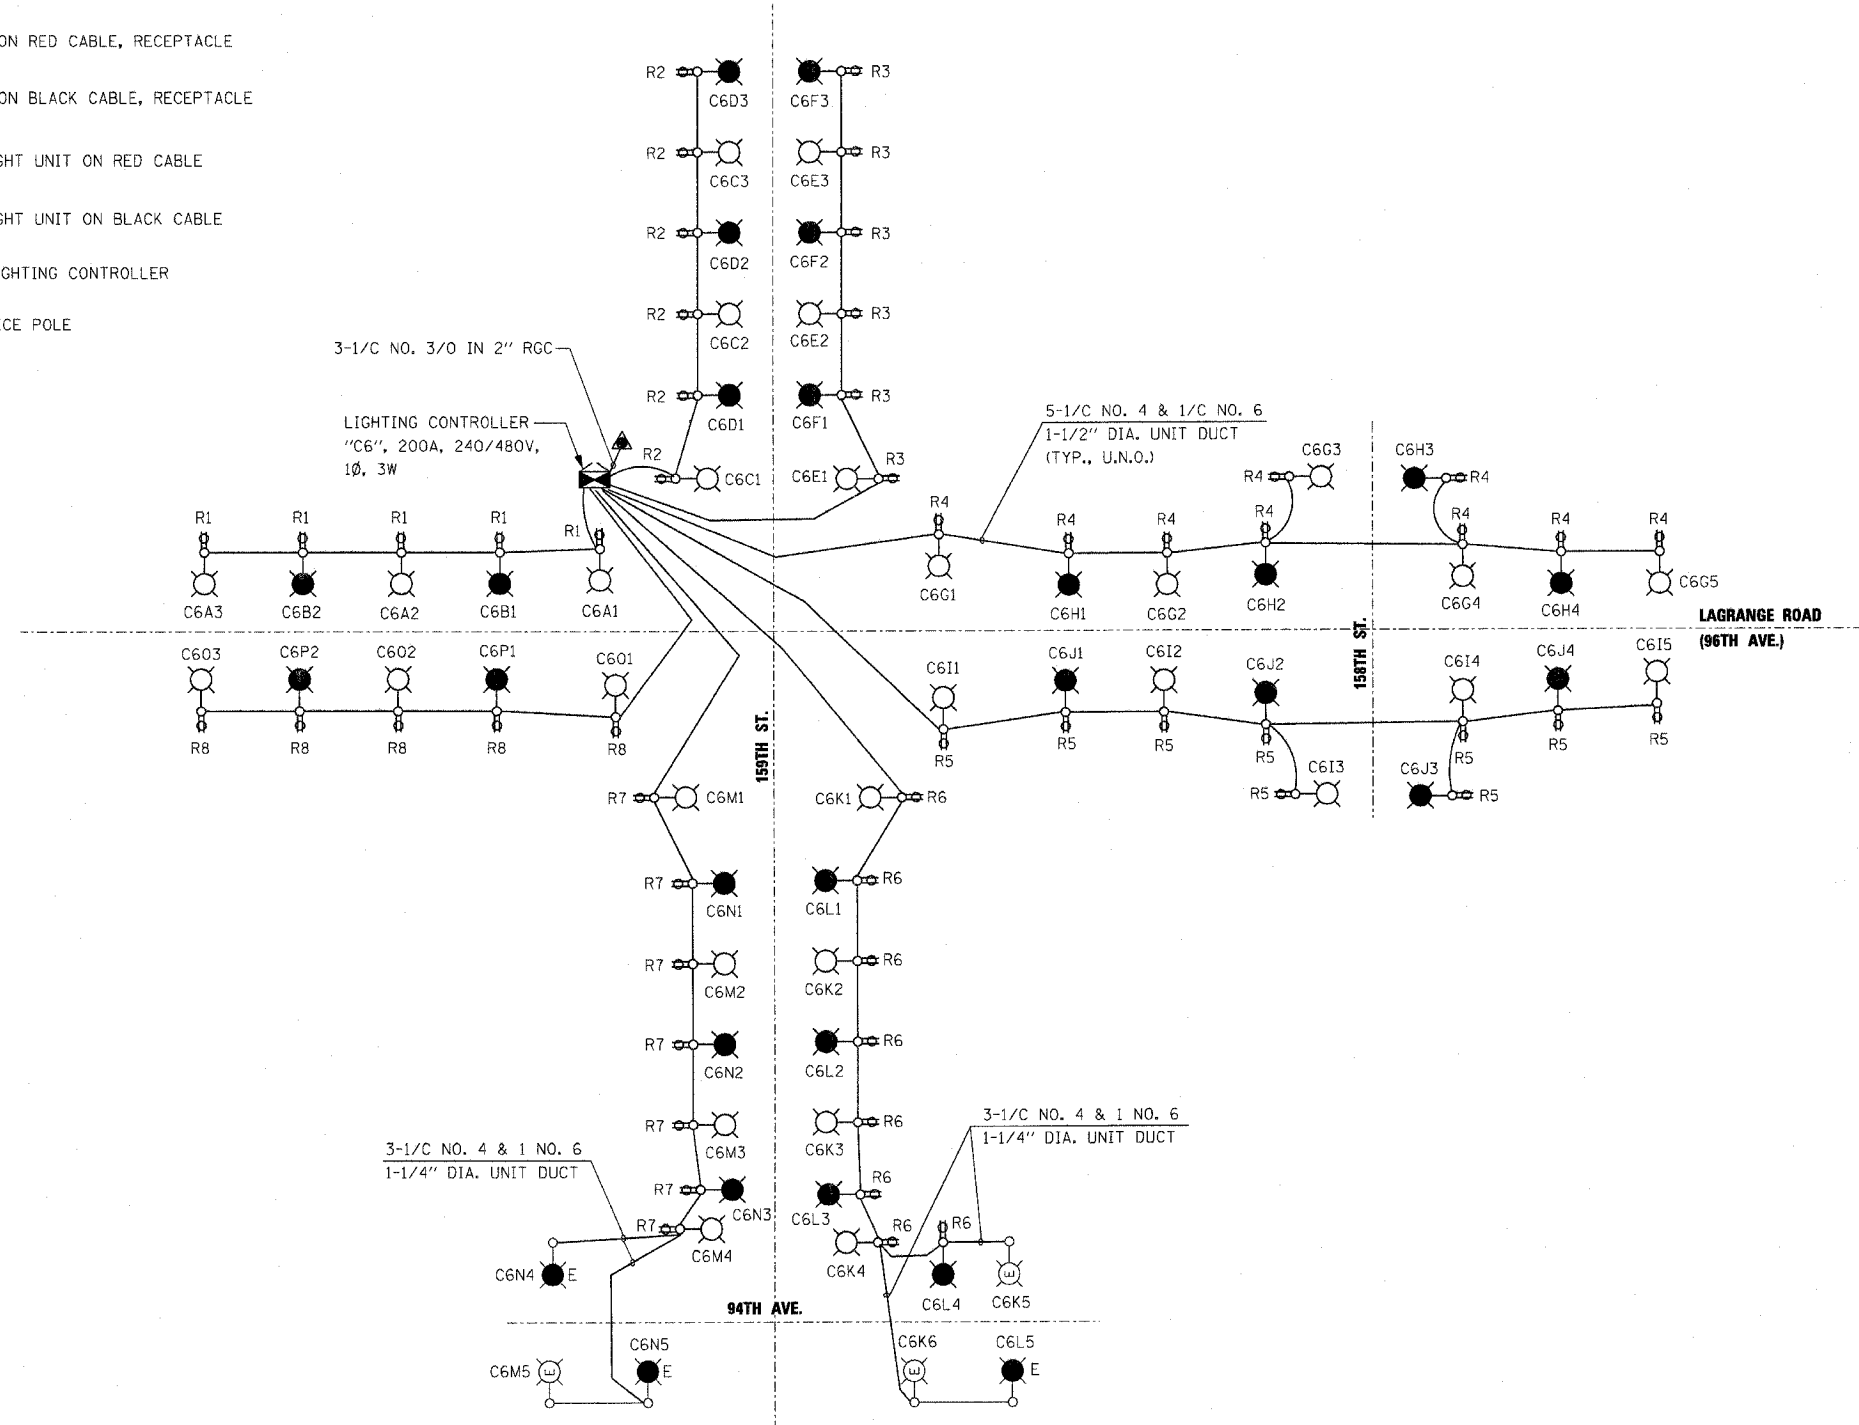 ON RED CABLE, RECEPTACLE
ON BLACK CABLE, RECEPTACLE
GHT UNIT ON RED CABLE
GHT UNIT ON BLACK CABLE
IGHTING CONTROLLER
ICE POLE
R2
C6D3
C6F3
R3
R2
C6C3
C6E3
R3
R2
C6D2
C6F2
R3
R2
C6C2
C6E2
R3
R2
C6D1
C6F1
R3
3-1/C NO. 3/0 IN 2" RGC
LIGHTING CONTROLLER
"C6", 200A, 240/480V,
1Ø, 3W
R2
C6C1
C6E1
R3
5-1/C NO. 4 & 1/C NO. 6
1-1/2" DIA. UNIT DUCT
(TYP., U.N.O.)
C6G3
R4
C6H3
R4
R1
R1
R1
R1
R1
R4
R4
R4
R4
R4
R4
R4
C6A3
C6B2
C6A2
C6B1
C6A1
C6G1
C6H1
C6G2
C6H2
C6G4
C6H4
C6G5
LAGRANGE ROAD
(96TH AVE.)
159TH ST.
158TH ST.
C6O3
C6P2
C6O2
C6P1
C6O1
C6I1
C6J1
C6I2
C6J2
C6I4
C6J4
C6I5
R8
R8
R8
R8
R8
R5
R5
R5
R5
R5
R5
R5
R5
C6I3
C6J3
R5
R7
C6M1
C6K1
R6
R7
C6N1
C6L1
R6
R7
C6M2
C6K2
R6
R7
C6N2
C6L2
R6
R7
C6M3
C6K3
R6
3-1/C NO. 4 & 1 NO. 6
1-1/4" DIA. UNIT DUCT
3-1/C NO. 4 & 1 NO. 6
1-1/4" DIA. UNIT DUCT
R7
C6N3
C6L3
R6
R7
C6M4
C6K4
R6
R6
C6N4
E
C6L4
E
C6K5
94TH AVE.
C6M5
E
C6N5
E
C6K6
E
C6L5
E